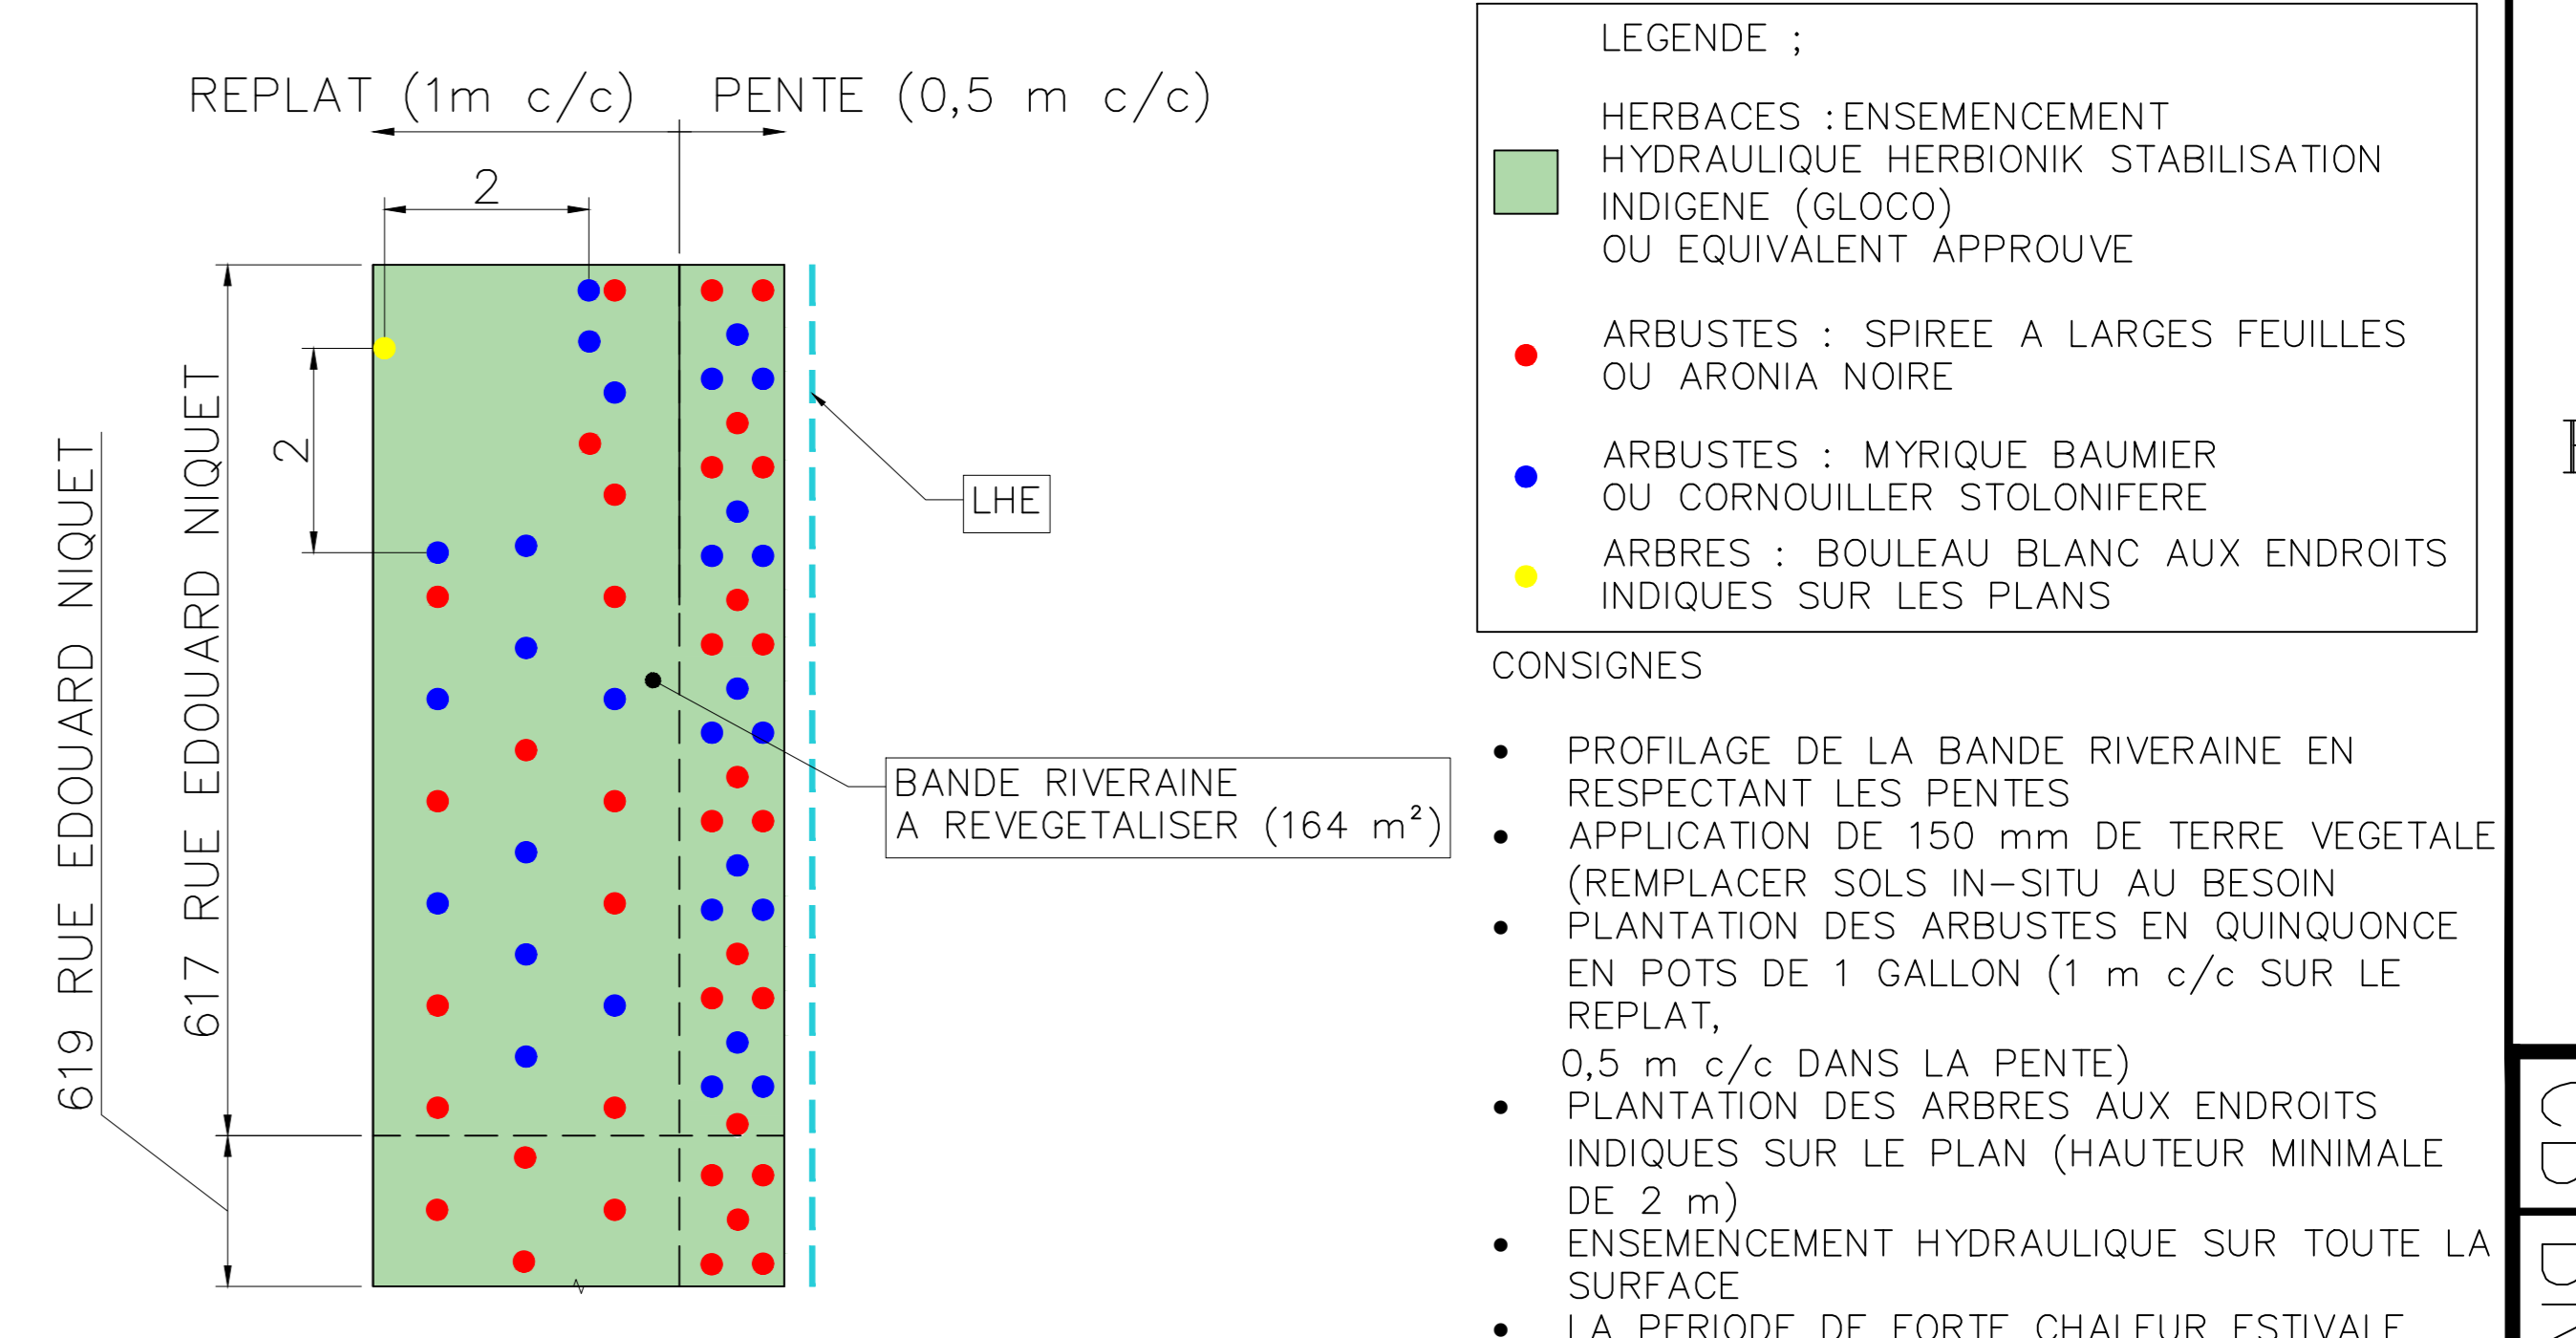 REPLAT (1m c/c)
PENTE (0,5 m c/c)
2
2
619 RUE EDOUARD NIQUET
617 RUE EDOUARD NIQUET
LHE
BANDE RIVERAINE
A REVEGETALISER (164 m²)
LEGENDE ;
HERBACES :ENSEMENCEMENT
HYDRAULIQUE HERBIONIK STABILISATION
INDIGENE (GLOCO)
OU EQUIVALENT APPROUVE
ARBUSTES : SPIREE A LARGES FEUILLES
OU ARONIA NOIRE
ARBUSTES : MYRIQUE BAUMIER
OU CORNOUILLER STOLONIFERE
ARBRES : BOULEAU BLANC AUX ENDROITS
INDIQUES SUR LES PLANS
CONSIGNES
• PROFILAGE DE LA BANDE RIVERAINE EN
RESPECTANT LES PENTES
• APPLICATION DE 150 mm DE TERRE VEGETALE
(REMPLACER SOLS IN-SITU AU BESOIN
• PLANTATION DES ARBUSTES EN QUINQUONCE
EN POTS DE 1 GALLON (1 m c/c SUR LE
REPLAT,
0,5 m c/c DANS LA PENTE)
• PLANTATION DES ARBRES AUX ENDROITS
INDIQUES SUR LE PLAN (HAUTEUR MINIMALE
DE 2 m)
• ENSEMENCEMENT HYDRAULIQUE SUR TOUTE LA
SURFACE
• LA PERIODE DE FORTE CHALEUR ESTIVALE